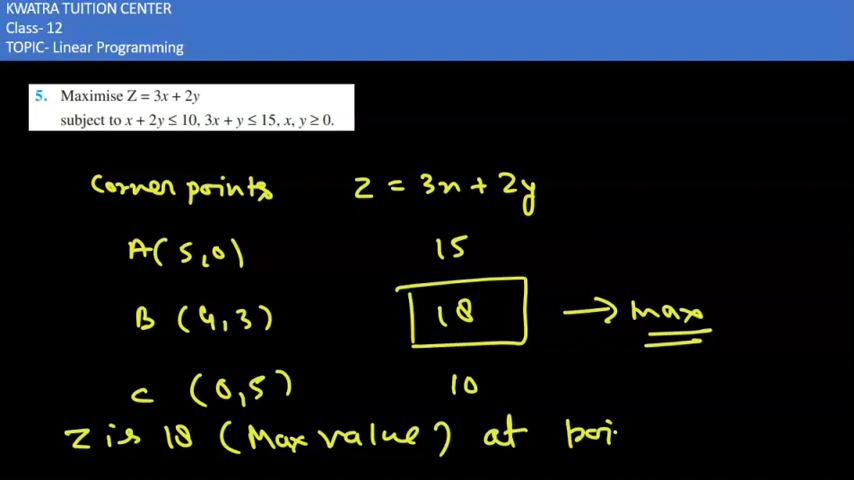 KWATRA TUITION CENTER
Class- 12
TOPIC- Linear Programming
5. Maximise Z = 3x + 2y
subject to x + 2y ≤ 10, 3x + y ≤ 15, x, y ≥ 0.
Corner points Z = 3x + 2y
A(5,0) 15
B (4,3) 18 → max
C (0,5) 10
Z is 18 (Max value) at poi